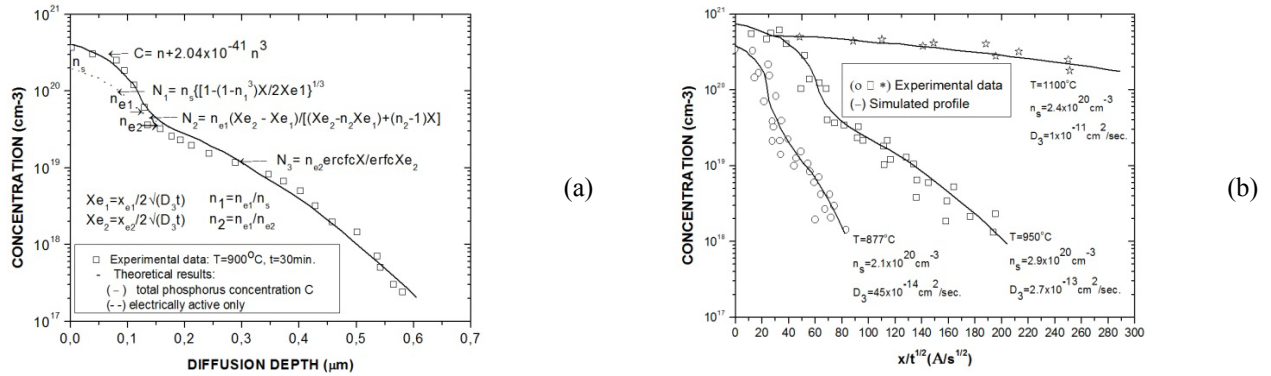 10^21
10^20
10^19
10^18
10^17
CONCENTRATION (cm-3)
C= n+2.04x10^-41 n^3
n_s
N_1= n_s{[1-(1-n_1^3)X/2Xe1}^1/3
n_e1
n_e2
N_2= n_e1(Xe_2 - Xe_1)/[(Xe_2-n_2Xe_1)+(n_2-1)X]
N_3= n_e2 ercfcX/erfcXe_2
Xe_1=x_e1/2√(D_3t) n_1=n_e1/n_s
Xe_2=x_e2/2√(D_3t) n_2=n_e1/n_e2
□ Experimental data: T=900°C, t=30min.
- Theoretical results:
(–) total phosphorus concentration C
(--) electrically active only
0,0 0,1 0,2 0,3 0,4 0,5 0,6 0,7
DIFFUSION DEPTH (μm)
(a)
10^21
10^20
10^19
10^18
10^17
CONCENTRATION (cm-3)
(o □ *) Experimental data
(–) Simulated profile
T=1100°C
n_s=2.4x10^20 cm^-3
D_3=1x10^-11 cm^2/sec.
T=877°C
n_s=2.1x10^20 cm^-3
D_3=45x10^-14 cm^2/sec.
T=950°C
n_s=2.9x10^20 cm^-3
D_3=2.7x10^-13 cm^2/sec.
0 20 40 60 80 100 120 140 160 180 200 220 240 260 280 300
x/t^1/2 (A/s^1/2)
(b)